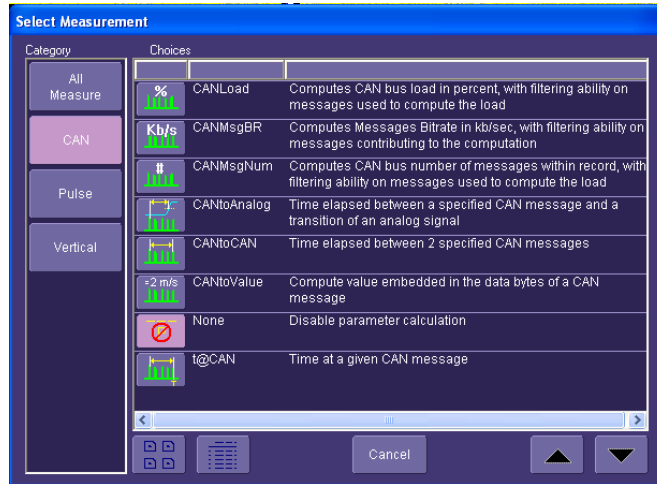 Select Measurement
Category
Choices
All
Measure
CAN
Pulse
Vertical
%
CANLoad
Computes CAN bus load in percent, with filtering ability on
messages used to compute the load
Kb/s
CANMsgBR
Computes Messages Bitrate in kb/sec, with filtering ability on
messages contributing to the computation
#
CANMsgNum
Computes CAN bus number of messages within record, with
filtering ability on messages used to compute the load
CANtoAnalog
Time elapsed between a specified CAN message and a
transition of an analog signal
CANtoCAN
Time elapsed between 2 specified CAN messages
=2 m/s
CANtoValue
Compute value embedded in the data bytes of a CAN
message
None
Disable parameter calculation
T
t@CAN
Time at a given CAN message
Cancel